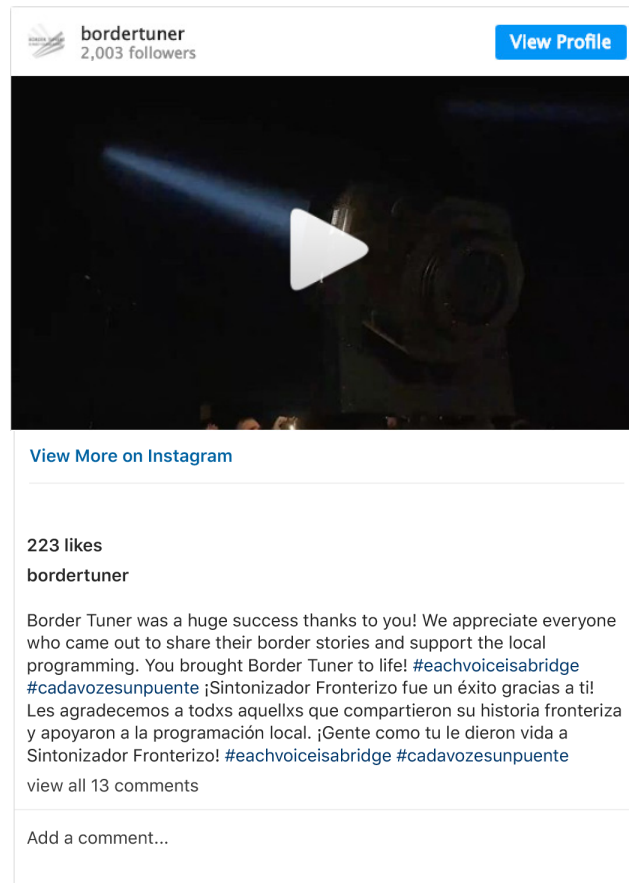 bordertuner
2,003 followers
View Profile
View More on Instagram
223 likes
bordertuner
Border Tuner was a huge success thanks to you! We appreciate everyone
who came out to share their border stories and support the local
programming. You brought Border Tuner to life! #eachvoiceisabridge
#cadavozesunpuente ¡Sintonizador Fronterizo fue un éxito gracias a ti!
Les agradecemos a todxs aquellxs que compartieron su historia fronteriza
y apoyaron a la programación local. ¡Gente como tu le dieron vida a
Sintonizador Fronterizo! #eachvoiceisabridge #cadavozesunpuente
view all 13 comments
Add a comment...